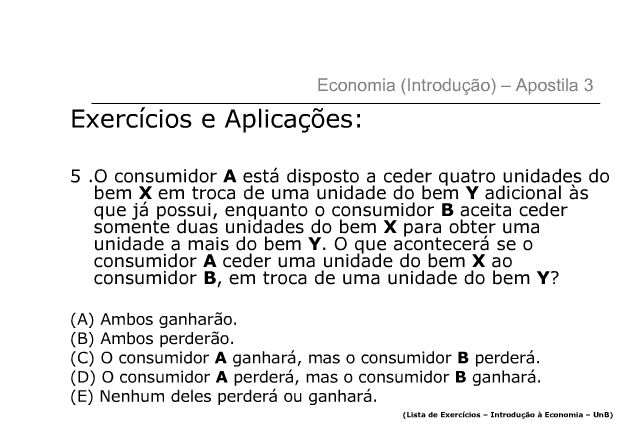 Economia (Introdução) – Apostila 3
Exercícios e Aplicações:
5 .O consumidor A está disposto a ceder quatro unidades do
bem X em troca de uma unidade do bem Y adicional às
que já possui, enquanto o consumidor B aceita ceder
somente duas unidades do bem X para obter uma
unidade a mais do bem Y. O que acontecerá se o
consumidor A ceder uma unidade do bem X ao
consumidor B, em troca de uma unidade do bem Y?
(A) Ambos ganharão.
(B) Ambos perderão.
(C) O consumidor A ganhará, mas o consumidor B perderá.
(D) O consumidor A perderá, mas o consumidor B ganhará.
(E) Nenhum deles perderá ou ganhará.
(Lista de Exercícios – Introdução à Economia – UnB)